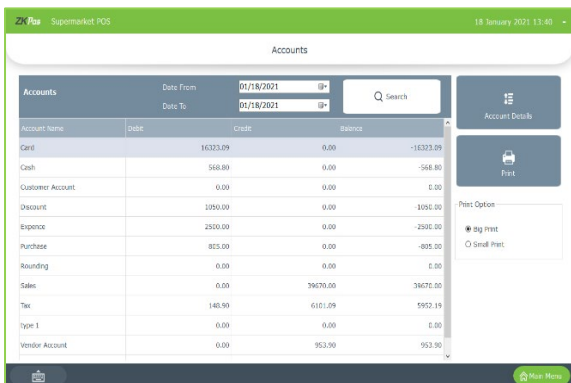 ZKPos Supermarket POS 18 January 2021 13:40
Accounts
Accounts Date From 01/18/2021 Search
Date To 01/18/2021
Account Details
Account Name Debit Credit Balance
Card 16323.09 0.00 -16323.09
Cash 568.80 0.00 -568.80
Print
Customer Account 0.00 0.00 0.00
Discount 1050.00 0.00 -1050.00
Print Option
Expence 2500.00 0.00 -2500.00
Big Print
Purchase 805.00 0.00 -805.00
Small Print
Rounding 0.00 0.00 0.00
Sales 0.00 39670.00 39670.00
Tax 148.90 6101.09 5952.19
type 1 0.00 0.00 0.00
Vendor Account 0.00 953.90 953.90
Main Menu